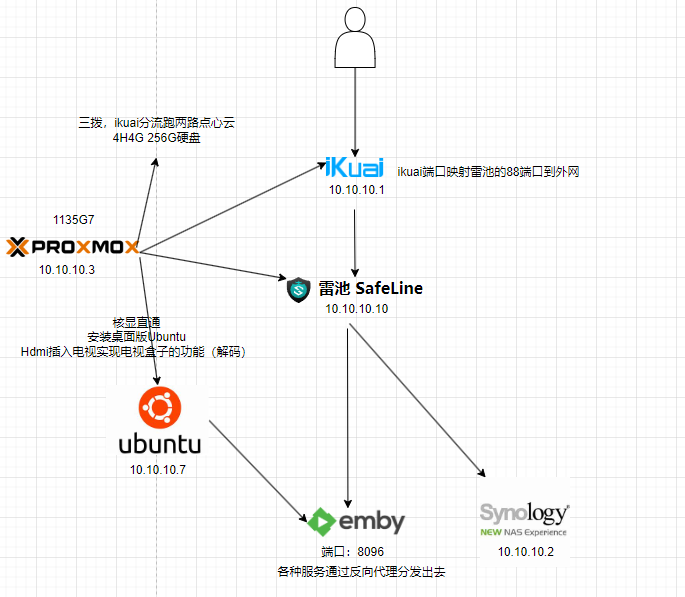 三拨，ikuai分流跑两路点心云
4H4G 256G硬盘
iKuai
10.10.10.1
ikuai端口映射雷池的88端口到外网
1135G7
PROXMOX
10.10.10.3
雷池 SafeLine
10.10.10.10
核显直通
安装桌面版Ubuntu
Hdmi插入电视实现电视盒子的功能（解码）
ubuntu
10.10.10.7
emby
端口：8096
各种服务通过反向代理分发出去
Synology®
NEW NAS Experience
10.10.10.2